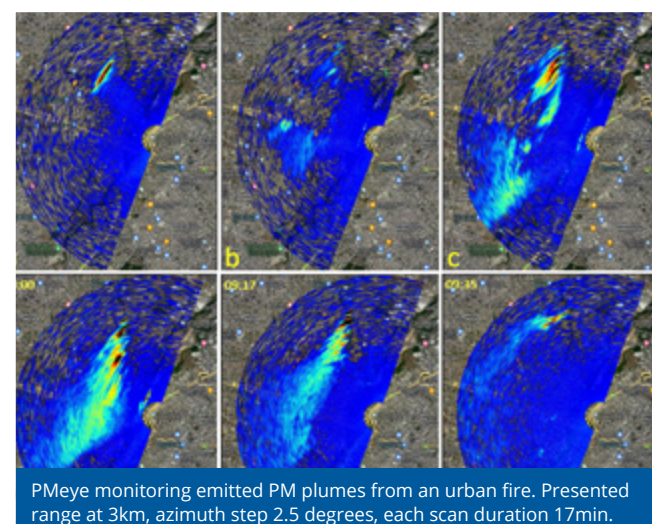 b
c
:00
09:17
09:35
PMeye monitoring emitted PM plumes from an urban fire. Presented
range at 3km, azimuth step 2.5 degrees, each scan duration 17min.